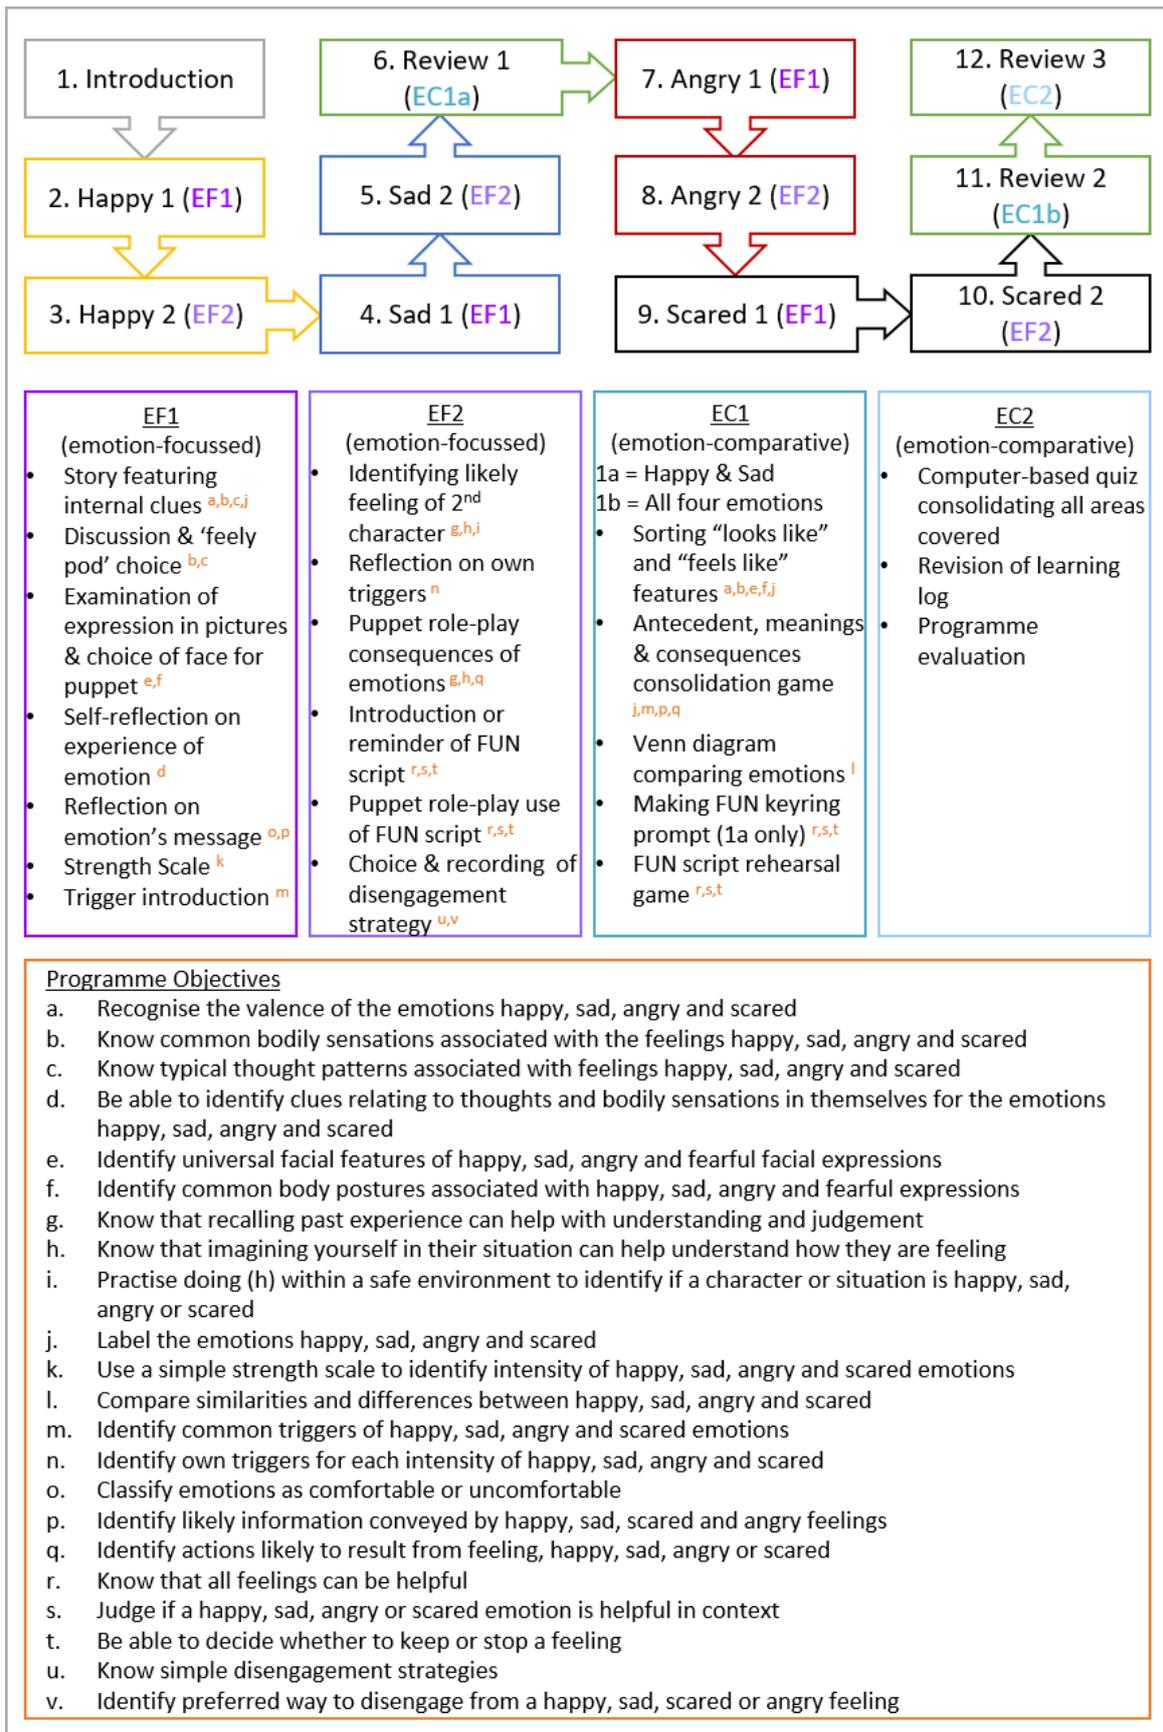 1. Introduction
2. Happy 1 (EF1)
3. Happy 2 (EF2)
4. Sad 1 (EF1)
5. Sad 2 (EF2)
6. Review 1
(EC1a)
7. Angry 1 (EF1)
8. Angry 2 (EF2)
9. Scared 1 (EF1)
10. Scared 2
(EF2)
11. Review 2
(EC1b)
12. Review 3
(EC2)
EF1
(emotion-focussed)
• Story featuring
internal clues a,b,c,j
• Discussion & ‘feely
pod’ choice b,c
• Examination of
expression in pictures
& choice of face for
puppet e,f
• Self-reflection on
experience of
emotion d
• Reflection on
emotion’s message o,p
• Strength Scale k
• Trigger introduction m
EF2
(emotion-focussed)
• Identifying likely
feeling of 2nd
character g,h,i
• Reflection on own
triggers n
• Puppet role-play
consequences of
emotions g,h,q
• Introduction or
reminder of FUN
script r,s,t
• Puppet role-play use
of FUN script r,s,t
• Choice & recording of
disengagement
strategy u,v
EC1
(emotion-comparative)
1a = Happy & Sad
1b = All four emotions
• Sorting “looks like”
and “feels like”
features a,b,e,f,j
• Antecedent, meanings
& consequences
consolidation game
j,m,p,q
• Venn diagram
comparing emotions l
• Making FUN keyring
prompt (1a only) r,s,t
• FUN script rehearsal
game r,s,t
EC2
(emotion-comparative)
• Computer-based quiz
consolidating all areas
covered
• Revision of learning
log
• Programme
evaluation
Programme Objectives
a. Recognise the valence of the emotions happy, sad, angry and scared
b. Know common bodily sensations associated with the feelings happy, sad, angry and scared
c. Know typical thought patterns associated with feelings happy, sad, angry and scared
d. Be able to identify clues relating to thoughts and bodily sensations in themselves for the emotions
happy, sad, angry and scared
e. Identify universal facial features of happy, sad, angry and fearful facial expressions
f. Identify common body postures associated with happy, sad, angry and fearful expressions
g. Know that recalling past experience can help with understanding and judgement
h. Know that imagining yourself in their situation can help understand how they are feeling
i. Practise doing (h) within a safe environment to identify if a character or situation is happy, sad,
angry or scared
j. Label the emotions happy, sad, angry and scared
k. Use a simple strength scale to identify intensity of happy, sad, angry and scared emotions
l. Compare similarities and differences between happy, sad, angry and scared
m. Identify common triggers of happy, sad, angry and scared emotions
n. Identify own triggers for each intensity of happy, sad, angry and scared
o. Classify emotions as comfortable or uncomfortable
p. Identify likely information conveyed by happy, sad, scared and angry feelings
q. Identify actions likely to result from feeling, happy, sad, angry or scared
r. Know that all feelings can be helpful
s. Judge if a happy, sad, angry or scared emotion is helpful in context
t. Be able to decide whether to keep or stop a feeling
u. Know simple disengagement strategies
v. Identify preferred way to disengage from a happy, sad, scared or angry feeling